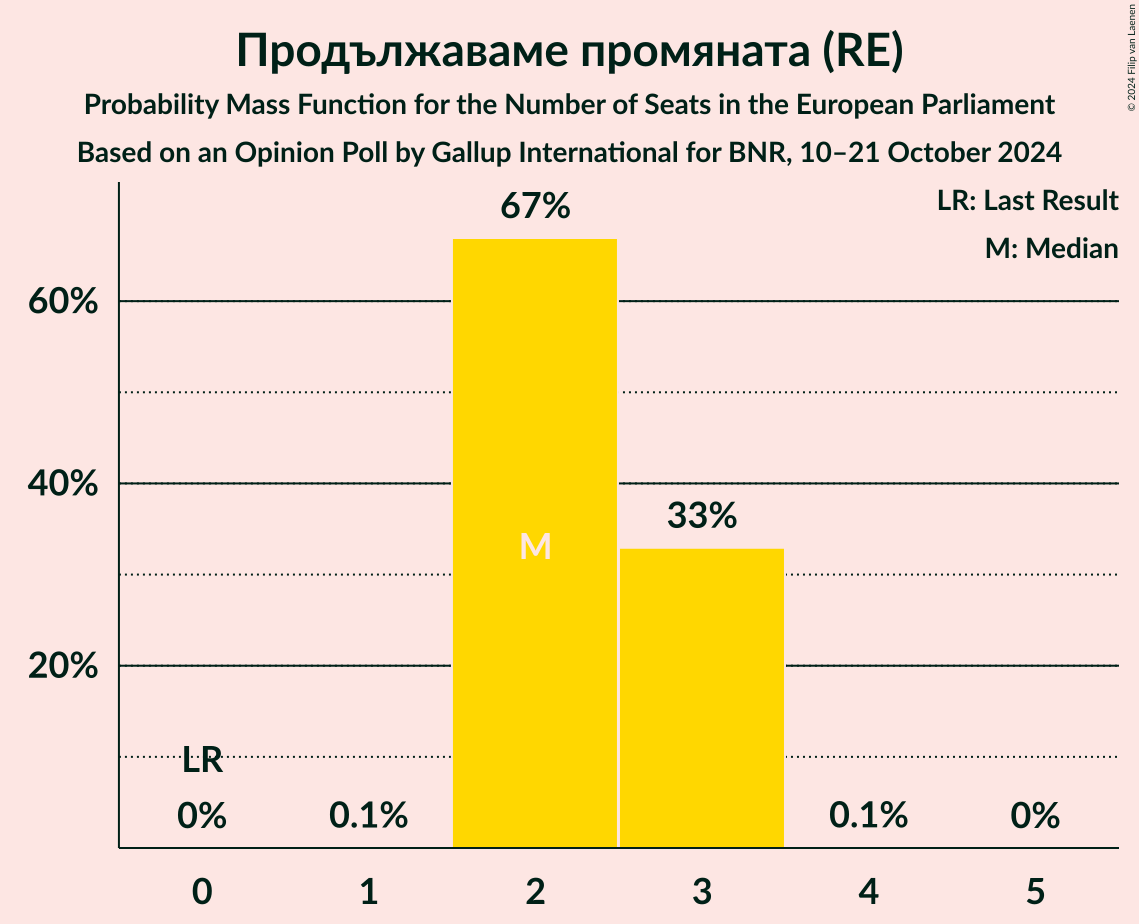 Продължаваме промяната (RE)
Probability Mass Function for the Number of Seats in the European Parliament
Based on an Opinion Poll by Gallup International for BNR, 10–21 October 2024
© 2024 Filip van Laenen
LR: Last Result
M: Median
67%
60%
40%
33%
M
20%
LR
0%
0.1%
0.1%
0%
0 1 2 3 4 5